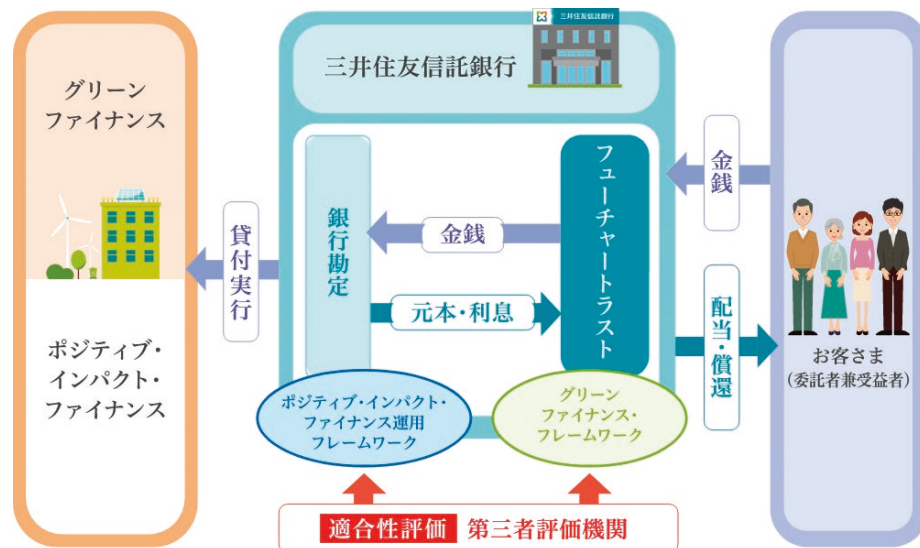 グリーン
ファイナンス
ポジティブ・
インパクト・
ファイナンス
貸付実行
三井住友信託銀行
三井住友信託銀行
銀行勘定
金銭
元本・利息
フューチャートラスト
ポジティブ・インパクト・
ファイナンス運用
フレームワーク
グリーン
ファイナンス・
フレームワーク
適合性評価 第三者評価機関
金銭
配当・償還
お客さま
(委託者兼受益者)